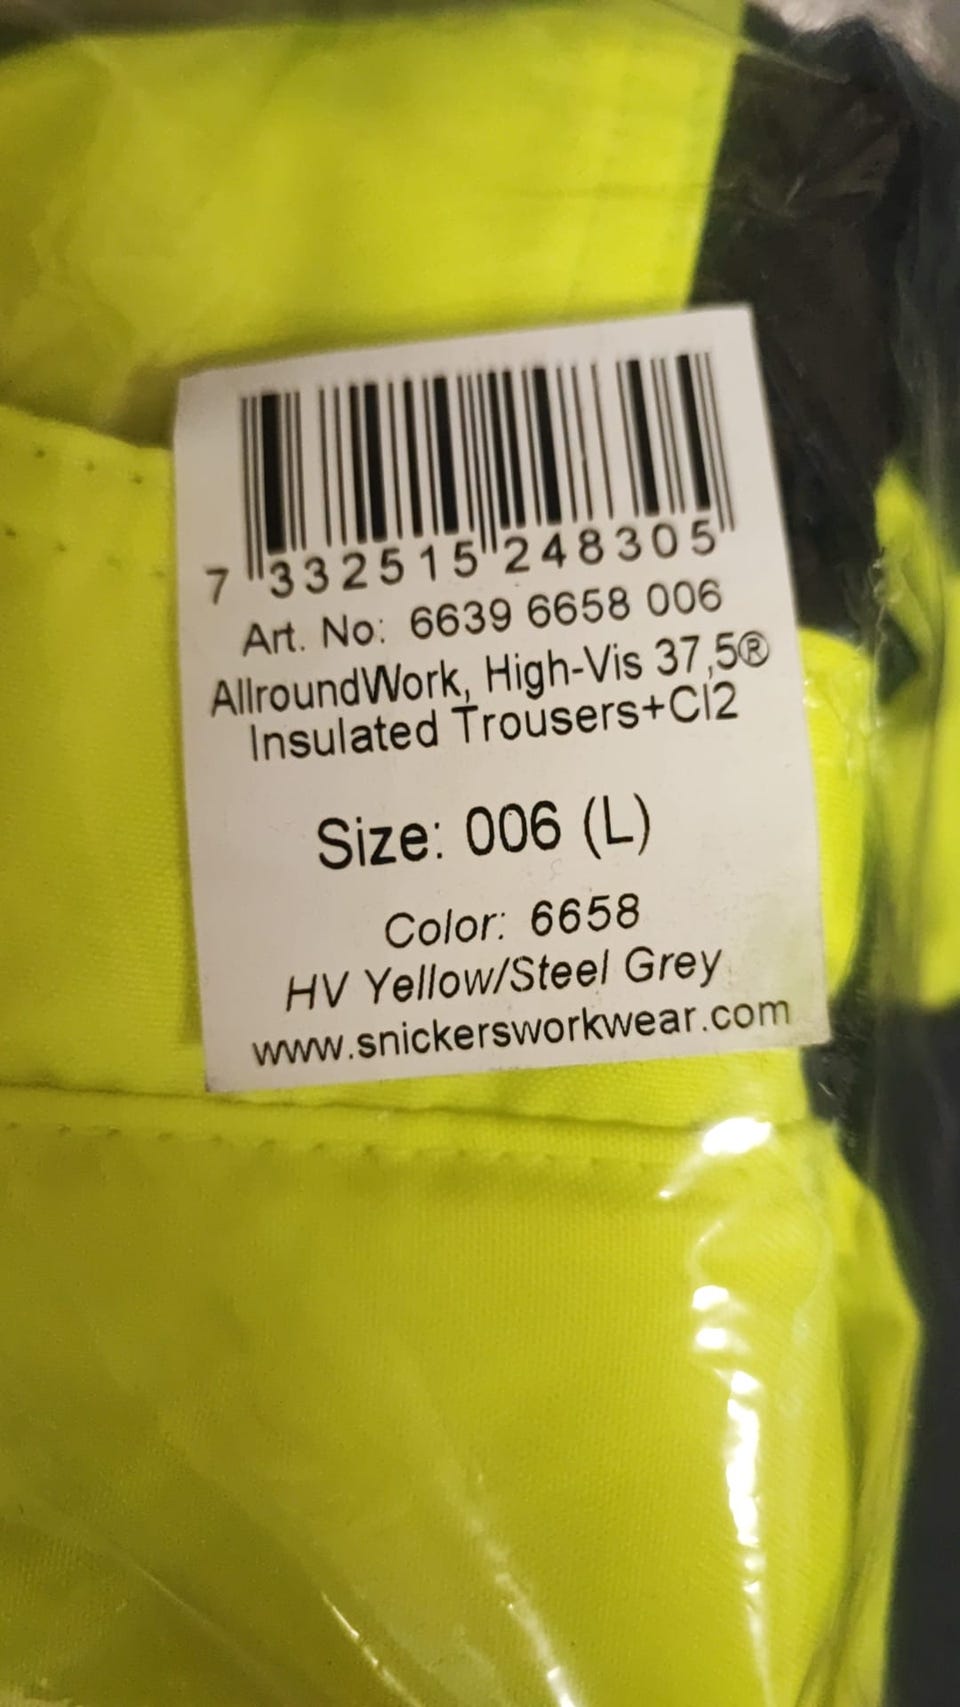 7 332515 248305
Art. No: 6639 6658 006
AllroundWork, High-Vis 37,5®
Insulated Trousers+Cl2
Size: 006 (L)
Color: 6658
HV Yellow/Steel Grey
www.snickersworkwear.com